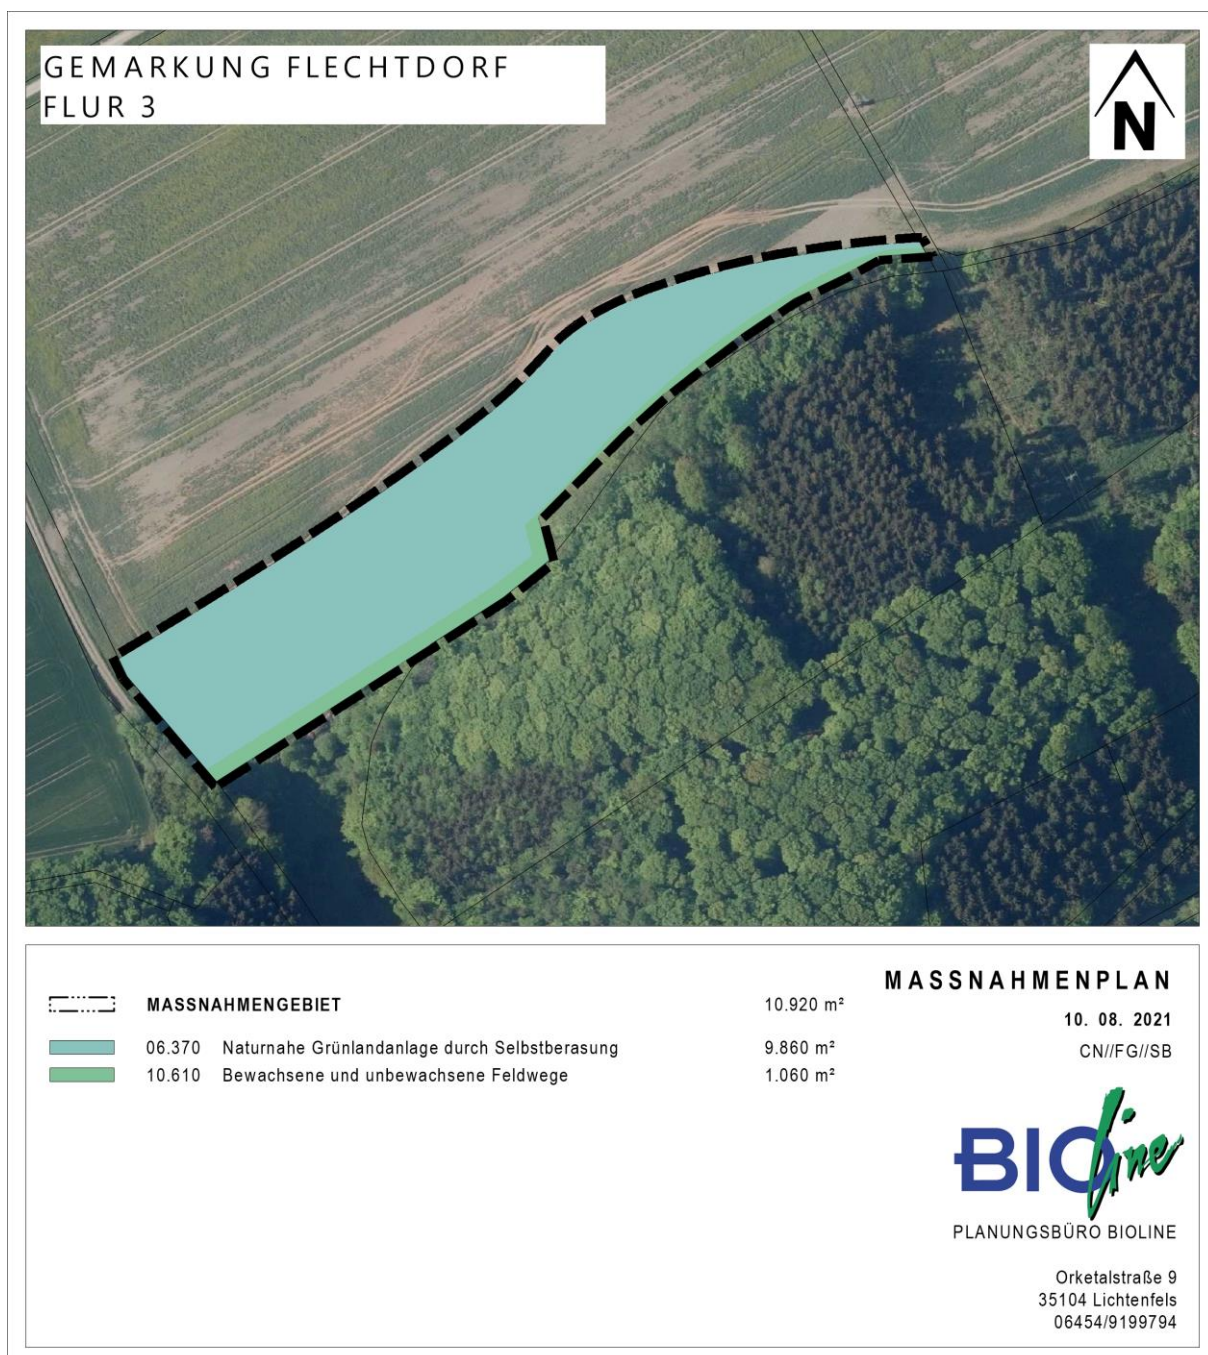 GEMARKUNG FLECHTDORF
FLUR 3
N
MASSNAHMENPLAN
10. 08. 2021
CN//FG//SB
MASSNAHMENGEBIET 10.920 m²
06.370 Naturnahe Grünlandanlage durch Selbstberasung 9.860 m²
10.610 Bewachsene und unbewachsene Feldwege 1.060 m²
BIOline
PLANUNGSBÜRO BIOLINE
Orketalstraße 9
35104 Lichtenfels
06454/9199794